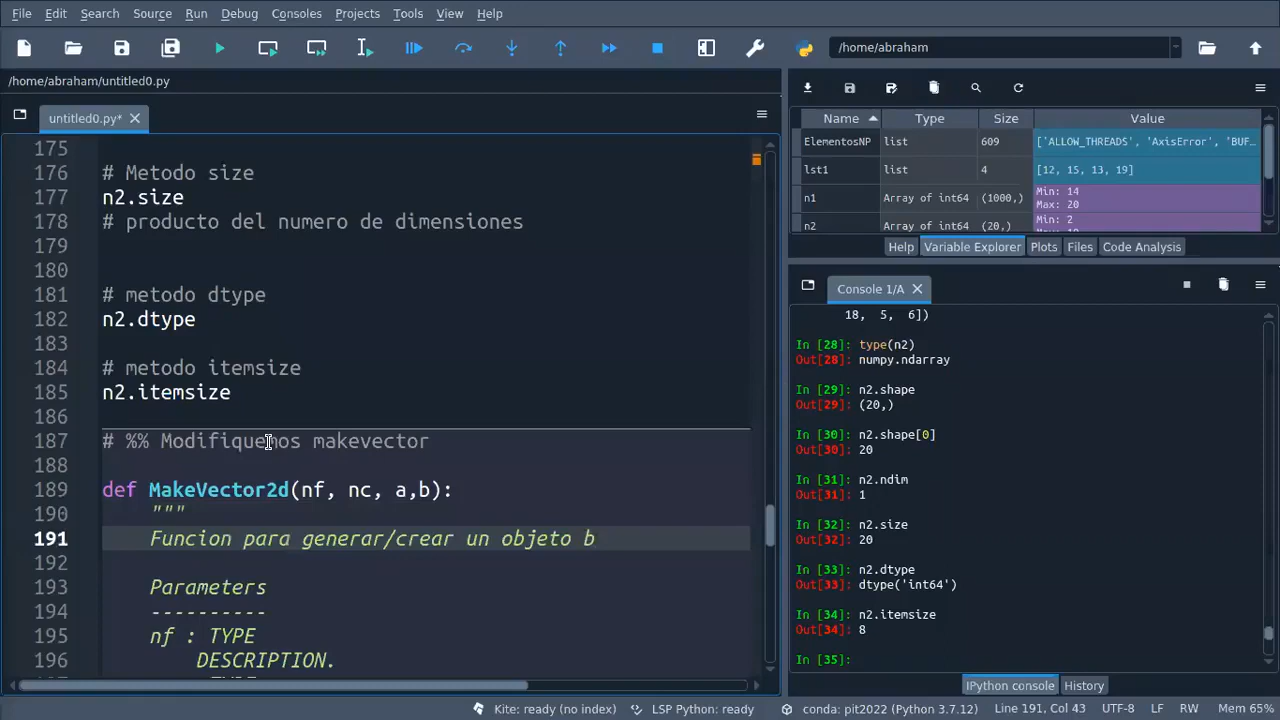 File Edit Search Source Run Debug Consoles Projects Tools View Help
/home/abraham
/home/abraham/untitled0.py
untitled0.py*
175
176 # Metodo size
177 n2.size
178 # producto del numero de dimensiones
179
180
181 # metodo dtype
182 n2.dtype
183
184 # metodo itemsize
185 n2.itemsize
186
187 # %% Modifiquenos makevector
188
189 def MakeVector2d(nf, nc, a,b):
190 """
191 Funcion para generar/crear un objeto b
192
193 Parameters
194 ----------
195 nf : TYPE
196 DESCRIPTION.
Name Type Size Value
ElementosNP list 609 ['ALLOW_THREADS', 'AxisError', 'BUF...
lst1 list 4 [12, 15, 13, 19]
n1 Array of int64 (1000,) Min: 14
Max: 20
n2 Array of int64 (20,) Min: 2
Help Variable Explorer Plots Files Code Analysis
Console 1/A
18, 5, 6])
In [28]: type(n2)
Out[28]: numpy.ndarray
In [29]: n2.shape
Out[29]: (20,)
In [30]: n2.shape[0]
Out[30]: 20
In [31]: n2.ndim
Out[31]: 1
In [32]: n2.size
Out[32]: 20
In [33]: n2.dtype
Out[33]: dtype('int64')
In [34]: n2.itemsize
Out[34]: 8
In [35]:
IPython console History
Kite: ready (no index) LSP Python: ready conda: pit2022 (Python 3.7.12) Line 191, Col 43 UTF-8 LF RW Mem 65%